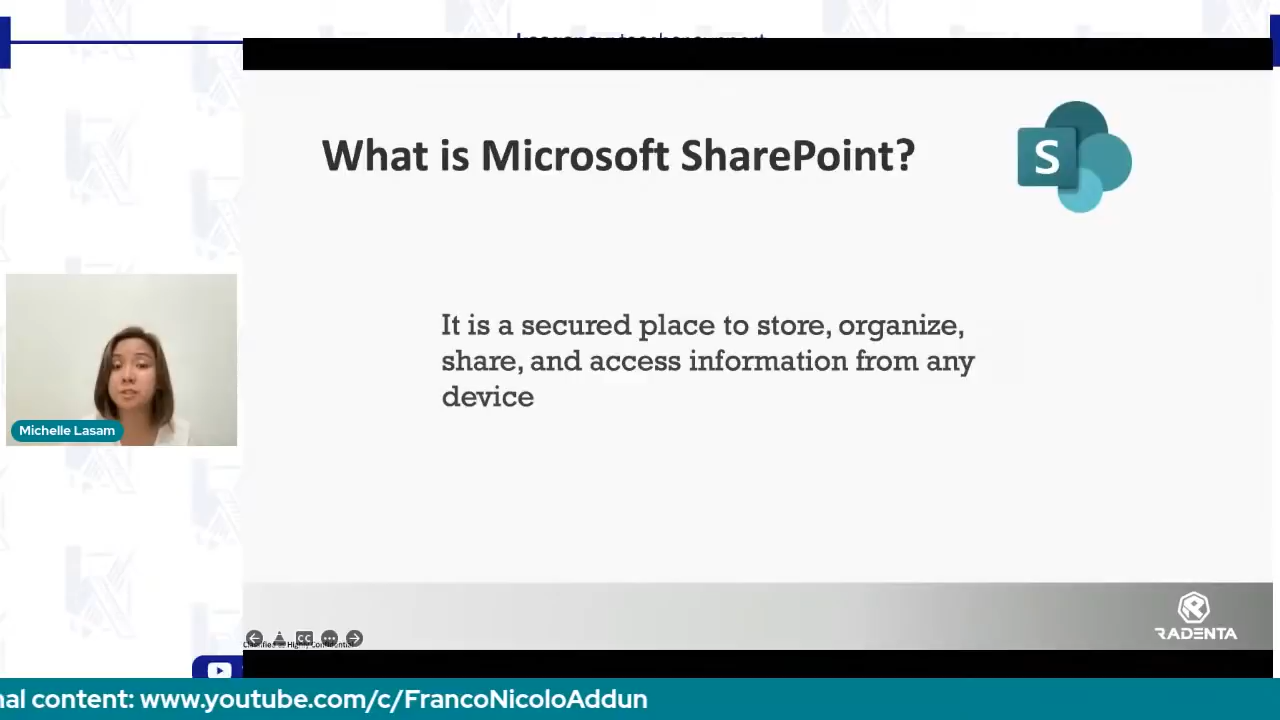 What is Microsoft SharePoint?
S
It is a secured place to store, organize,
share, and access information from any
device
Michelle Lasam
RADENTA
CC
nal content: www.youtube.com/c/FrancoNicoloAddun